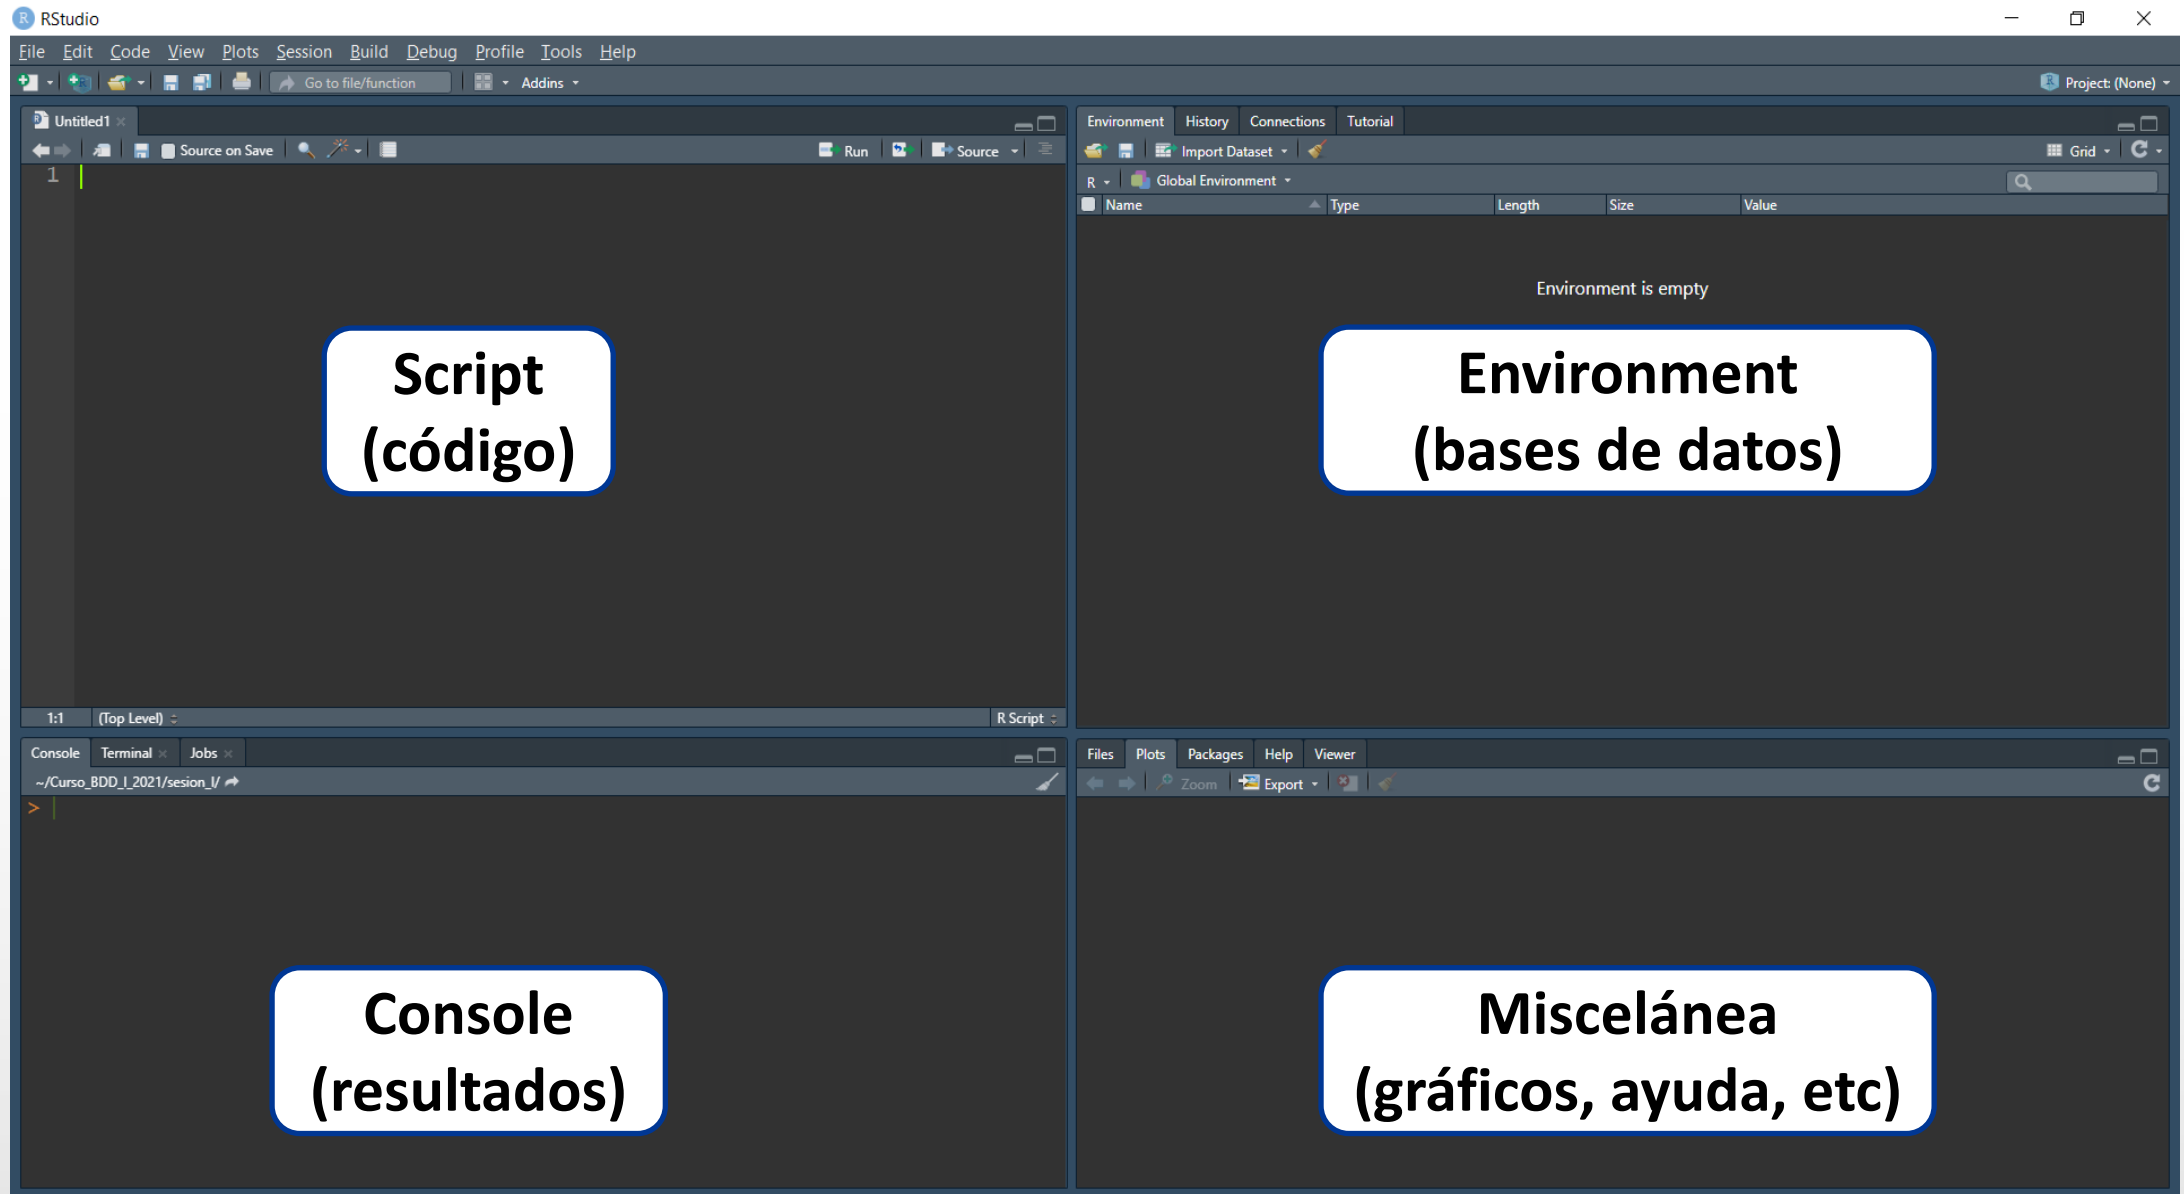 RStudio
File Edit Code View Plots Session Build Debug Profile Tools Help
Go to file/function Addins Project: (None)
Untitled1
Source on Save Run Source
1
Script
(código)
1:1 (Top Level) R Script
Environment History Connections Tutorial
Import Dataset Grid
R Global Environment
Name Type Length Size Value
Environment is empty
Environment
(bases de datos)
Console Terminal Jobs
~/Curso_BDD_I_2021/sesion_I/
>
Console
(resultados)
Files Plots Packages Help Viewer
Zoom Export
Miscelánea
(gráficos, ayuda, etc)